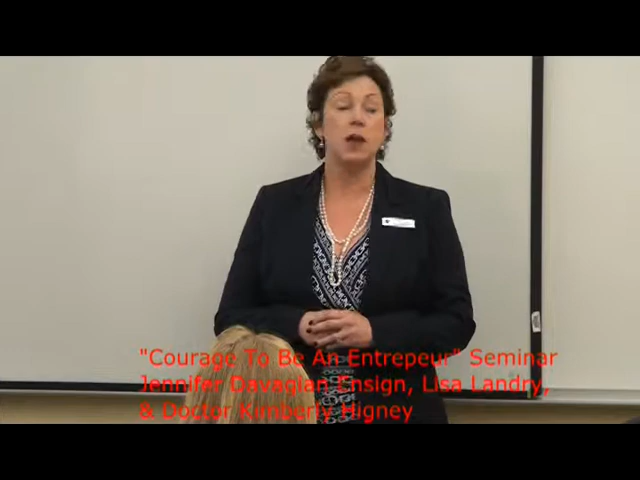 "Courage To Be An Entrepeur" Seminar
Jennifer Davagian Ensign, Lisa Landry,
& Doctor Kimberly Higney